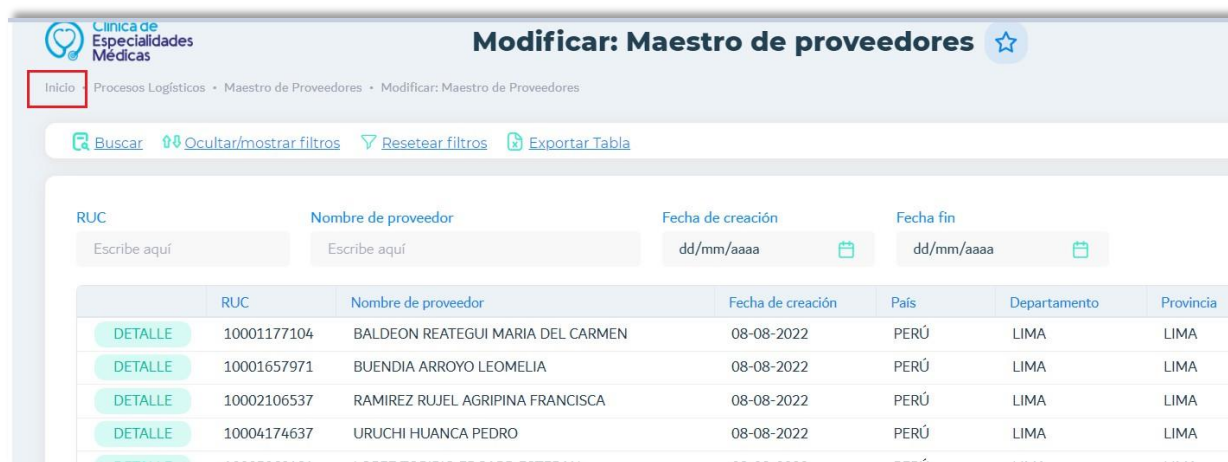 Clínica de
Especialidades
Médicas
Modificar: Maestro de proveedores
Inicio • Procesos Logísticos • Maestro de Proveedores • Modificar: Maestro de Proveedores
Buscar Ocultar/mostrar filtros Resetear filtros Exportar Tabla
RUC Nombre de proveedor Fecha de creación Fecha fin
Escribe aquí Escribe aquí dd/mm/aaaa dd/mm/aaaa
RUC Nombre de proveedor Fecha de creación País Departamento Provincia
DETALLE 10001177104 BALDEON REATEGUI MARIA DEL CARMEN 08-08-2022 PERÚ LIMA LIMA
DETALLE 10001657971 BUENDIA ARROYO LEOMELIA 08-08-2022 PERÚ LIMA LIMA
DETALLE 10002106537 RAMIREZ RUJEL AGRIPINA FRANCISCA 08-08-2022 PERÚ LIMA LIMA
DETALLE 10004174637 URUCHI HUANCA PEDRO 08-08-2022 PERÚ LIMA LIMA